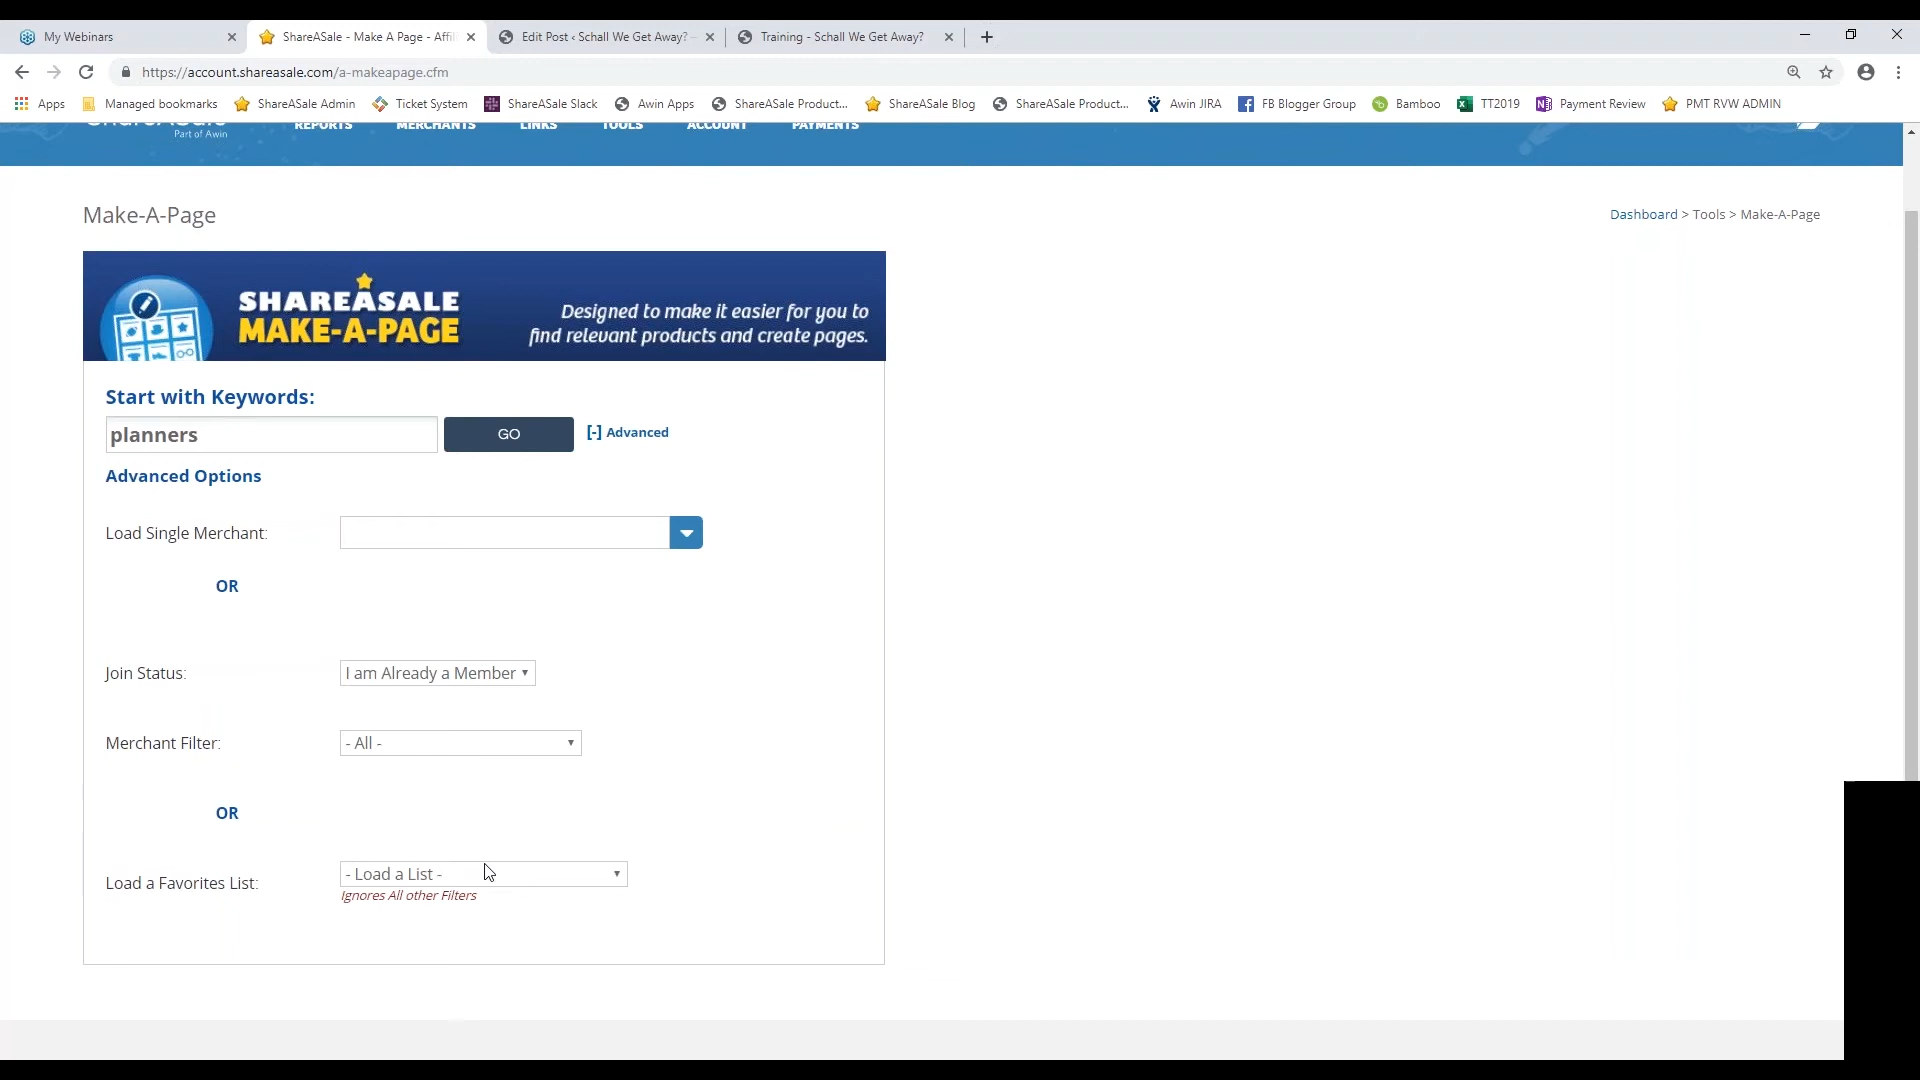 My Webinars
ShareASale - Make A Page - Affili
Edit Post ‹ Schall We Get Away? -
Training - Schall We Get Away?
https://account.shareasale.com/a-makeapage.cfm
Apps
Managed bookmarks
ShareASale Admin
Ticket System
ShareASale Slack
Awin Apps
ShareASale Product...
ShareASale Blog
ShareASale Product...
Awin JIRA
FB Blogger Group
Bamboo
TT2019
Payment Review
PMT RVW ADMIN
ShareASale
Part of Awin
REPORTS
MERCHANTS
LINKS
TOOLS
ACCOUNT
PAYMENTS
Make-A-Page
Dashboard > Tools > Make-A-Page
SHAREASALE
MAKE-A-PAGE
Designed to make it easier for you to
find relevant products and create pages.
Start with Keywords:
planners
GO
[-] Advanced
Advanced Options
Load Single Merchant:
OR
Join Status:
I am Already a Member
Merchant Filter:
- All -
OR
Load a Favorites List:
- Load a List -
Ignores All other Filters